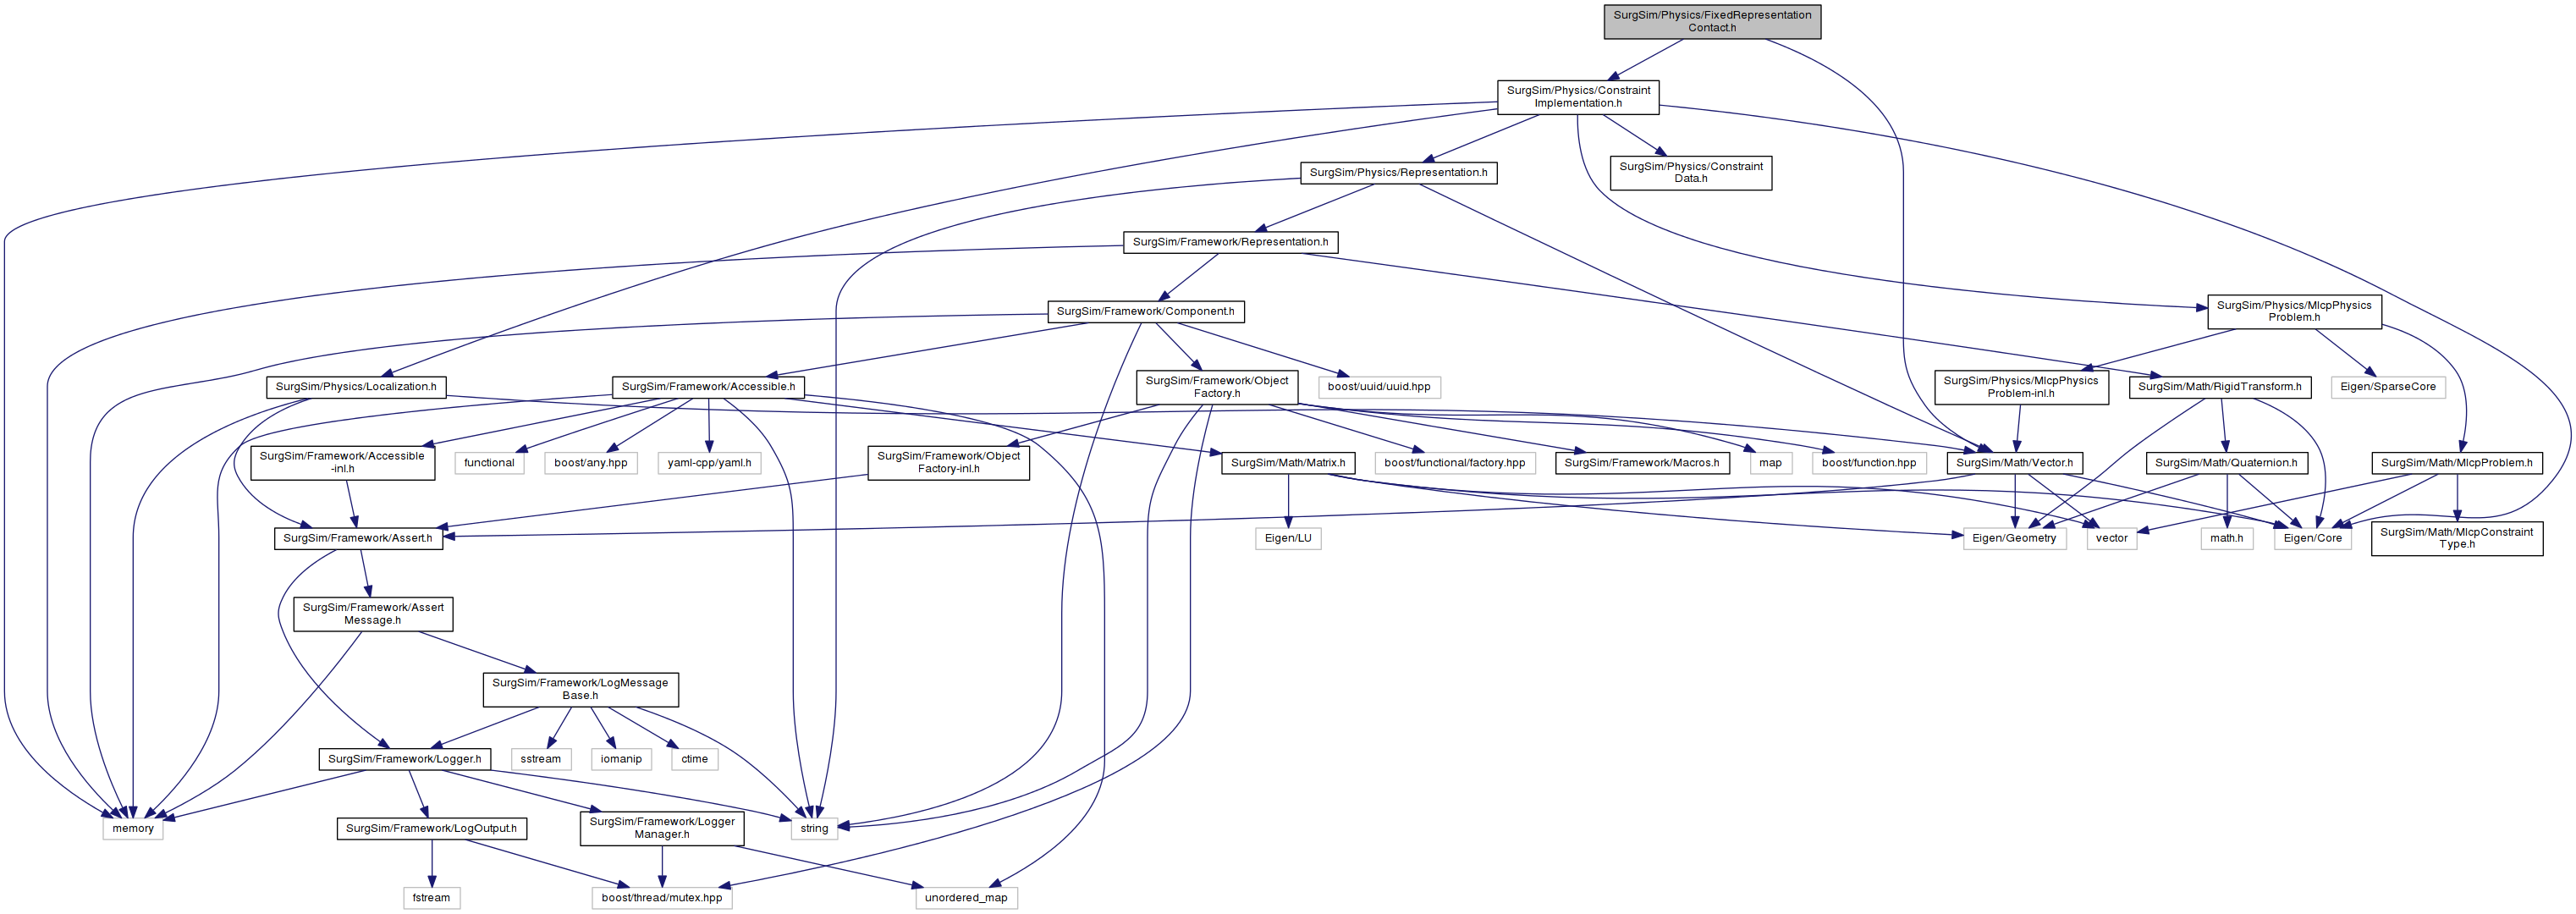 SurgSim/Physics/FixedRepresentation
Contact.h
SurgSim/Physics/Constraint
Implementation.h
SurgSim/Physics/Representation.h
SurgSim/Physics/Constraint
Data.h
SurgSim/Framework/Representation.h
SurgSim/Framework/Component.h
SurgSim/Physics/MlcpPhysics
Problem.h
SurgSim/Physics/Localization.h
SurgSim/Framework/Accessible.h
SurgSim/Framework/Object
Factory.h
boost/uuid/uuid.hpp
SurgSim/Physics/MlcpPhysics
Problem-inl.h
SurgSim/Math/RigidTransform.h
Eigen/SparseCore
SurgSim/Framework/Accessible
-inl.h
functional
boost/any.hpp
yaml-cpp/yaml.h
SurgSim/Framework/Object
Factory-inl.h
SurgSim/Math/Matrix.h
boost/functional/factory.hpp
SurgSim/Framework/Macros.h
map
boost/function.hpp
SurgSim/Math/Vector.h
SurgSim/Math/Quaternion.h
SurgSim/Math/MlcpProblem.h
SurgSim/Framework/Assert.h
Eigen/LU
Eigen/Geometry
vector
math.h
Eigen/Core
SurgSim/Math/MlcpConstraint
Type.h
SurgSim/Framework/Assert
Message.h
SurgSim/Framework/LogMessage
Base.h
SurgSim/Framework/Logger.h
sstream
iomanip
ctime
memory
SurgSim/Framework/LogOutput.h
SurgSim/Framework/Logger
Manager.h
string
fstream
boost/thread/mutex.hpp
unordered_map